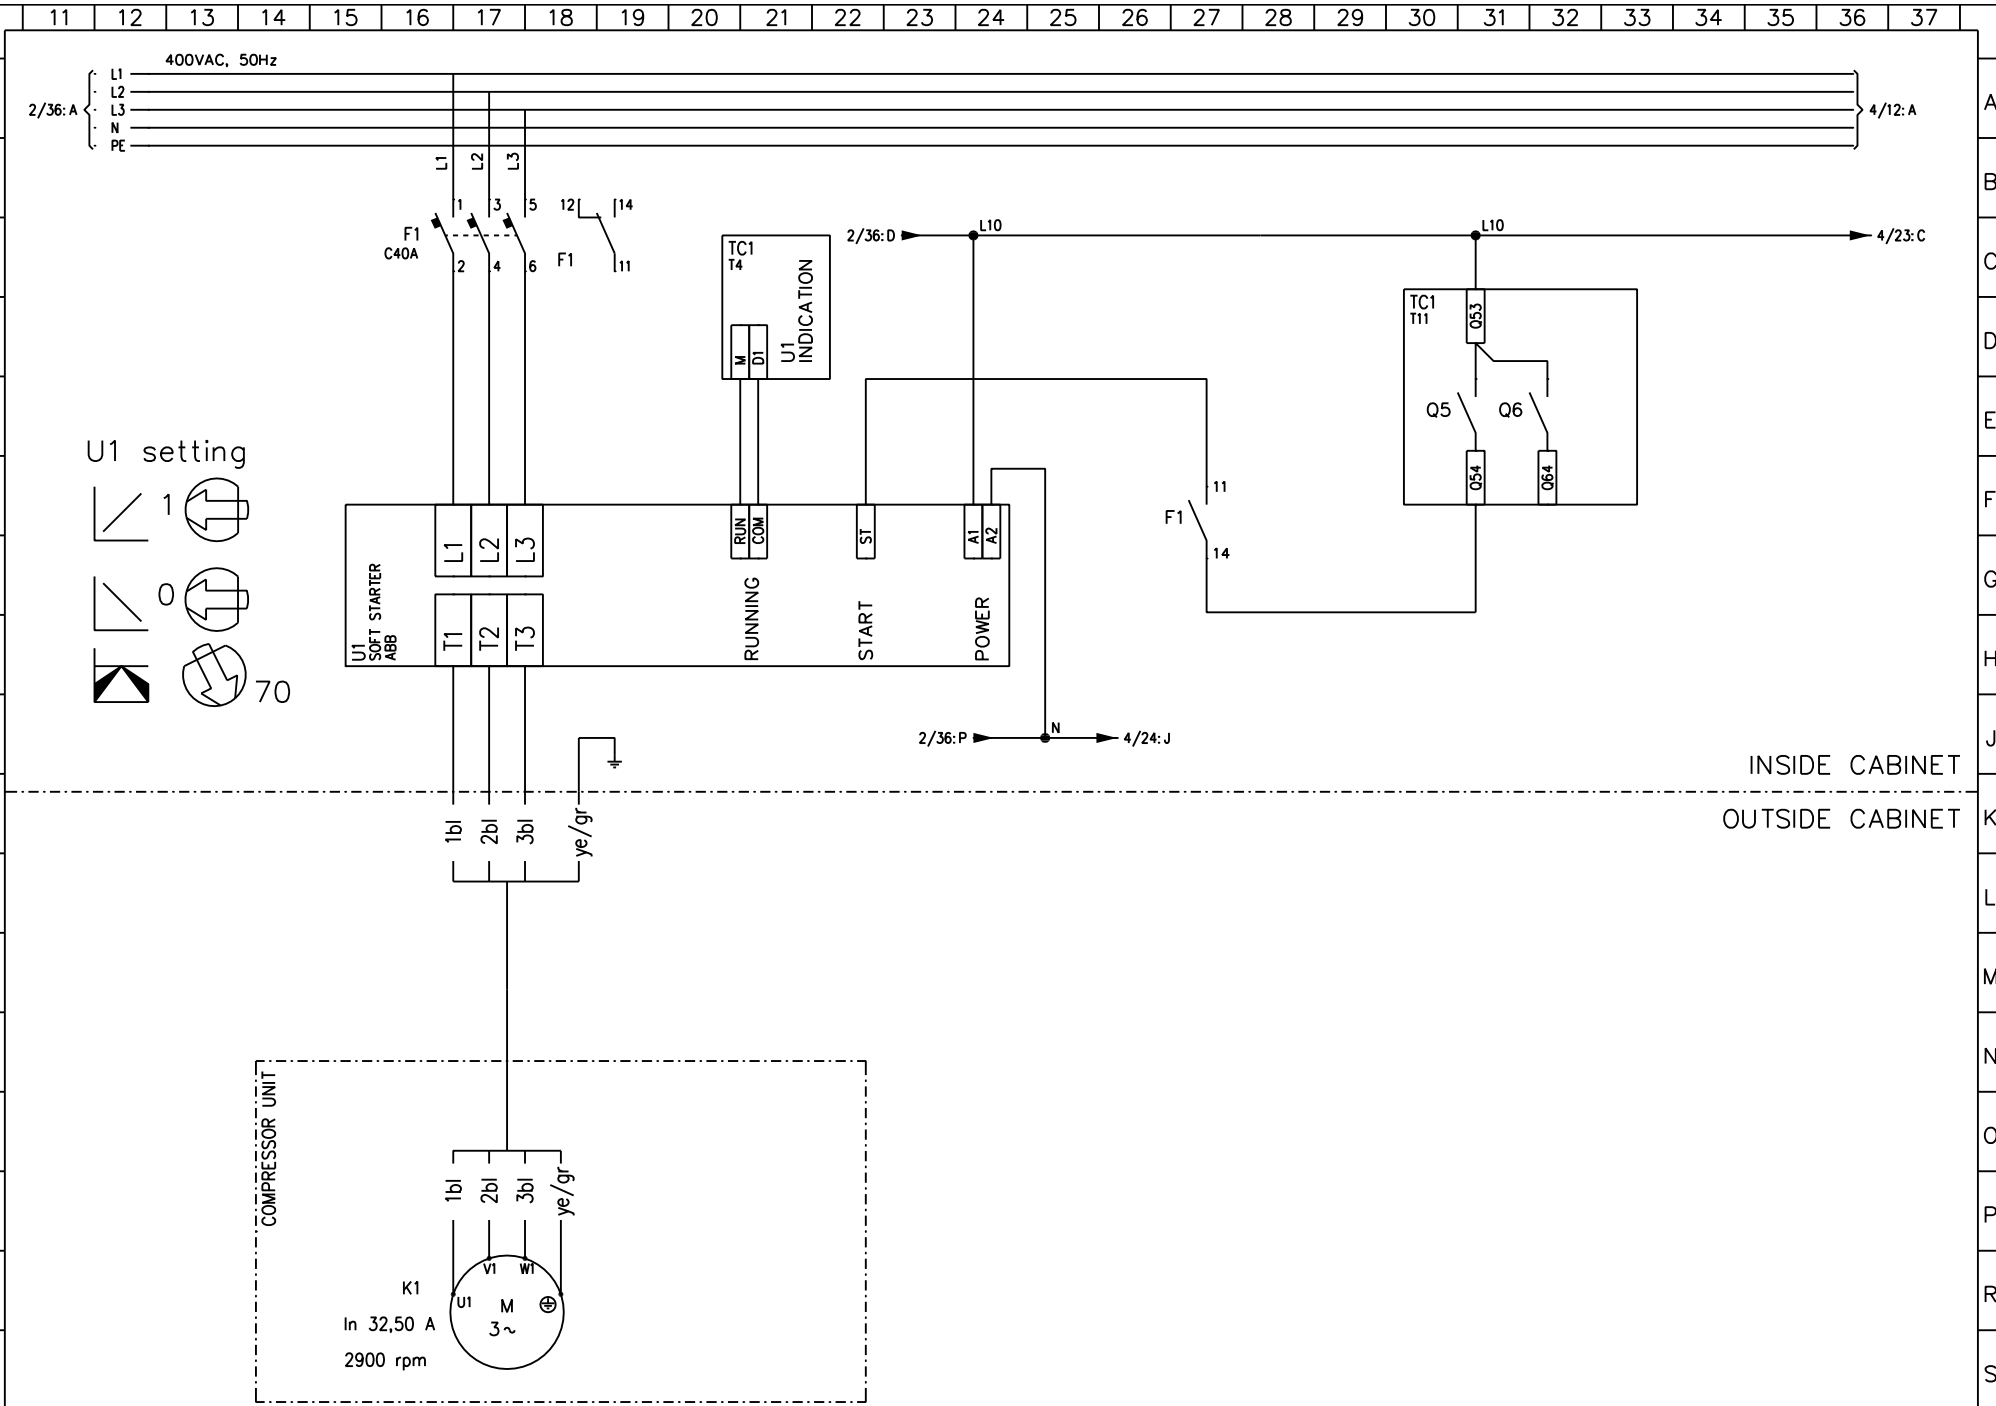 11 12 13 14 15 16 17 18 19 20 21 22 23 24 25 26 27 28 29 30 31 32 33 34 35 36 37
400VAC, 50Hz
L1
L2
2/36:A L3 4/12:A A
N
PE
L1 L2 L3
B
1 3 5 12 14
F1
C40A
2 4 6 F1 11
TC1
T4
U1
INDICATION
M D1
2/36:D L10 L10 4/23:C
C
TC1
T11
Q53
D
Q5 Q6
E
Q54 Q64
F
U1 setting
1
0
70
11
F1
14
L1 L2 L3
RUN COM ST A1 A2
G
U1
SOFT STARTER
ABB
T1 T2 T3
RUNNING START POWER
H
2/36:P N 4/24:J
J
INSIDE CABINET
OUTSIDE CABINET
K
1bl 2bl 3bl ye/gr
L
M
N
COMPRESSOR UNIT
O
1bl 2bl 3bl ye/gr
P
V1 W1
K1
U1 M
R
In 32,50 A 3~
2900 rpm
S